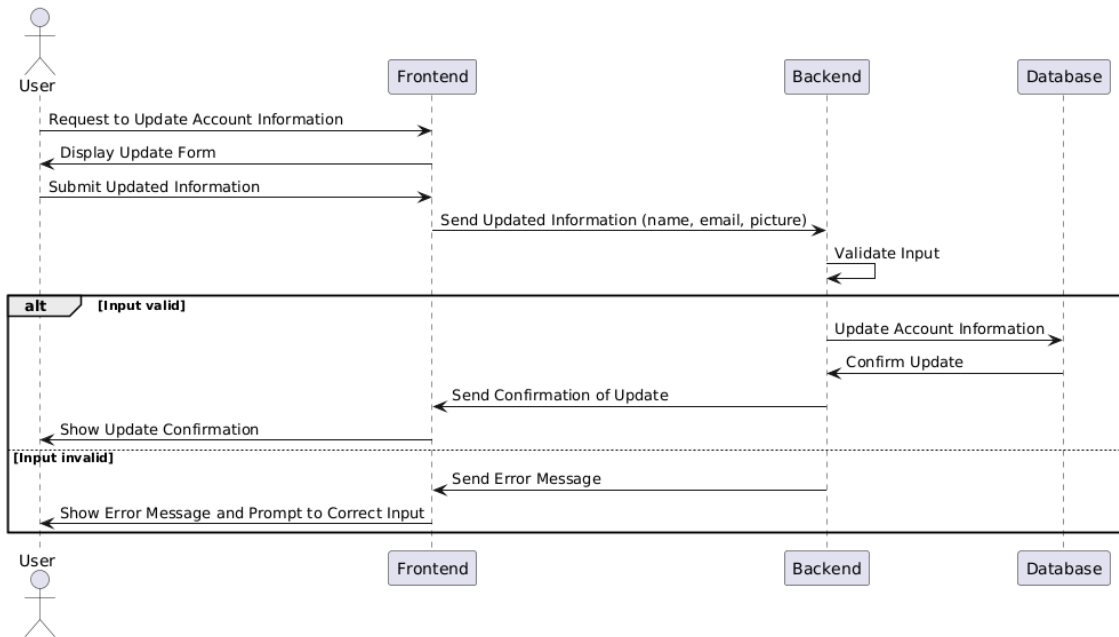 User
Frontend
Backend
Database
Request to Update Account Information
Display Update Form
Submit Updated Information
Send Updated Information (name, email, picture)
Validate Input
alt
[Input valid]
Update Account Information
Confirm Update
Send Confirmation of Update
Show Update Confirmation
[Input invalid]
Send Error Message
Show Error Message and Prompt to Correct Input
User
Frontend
Backend
Database